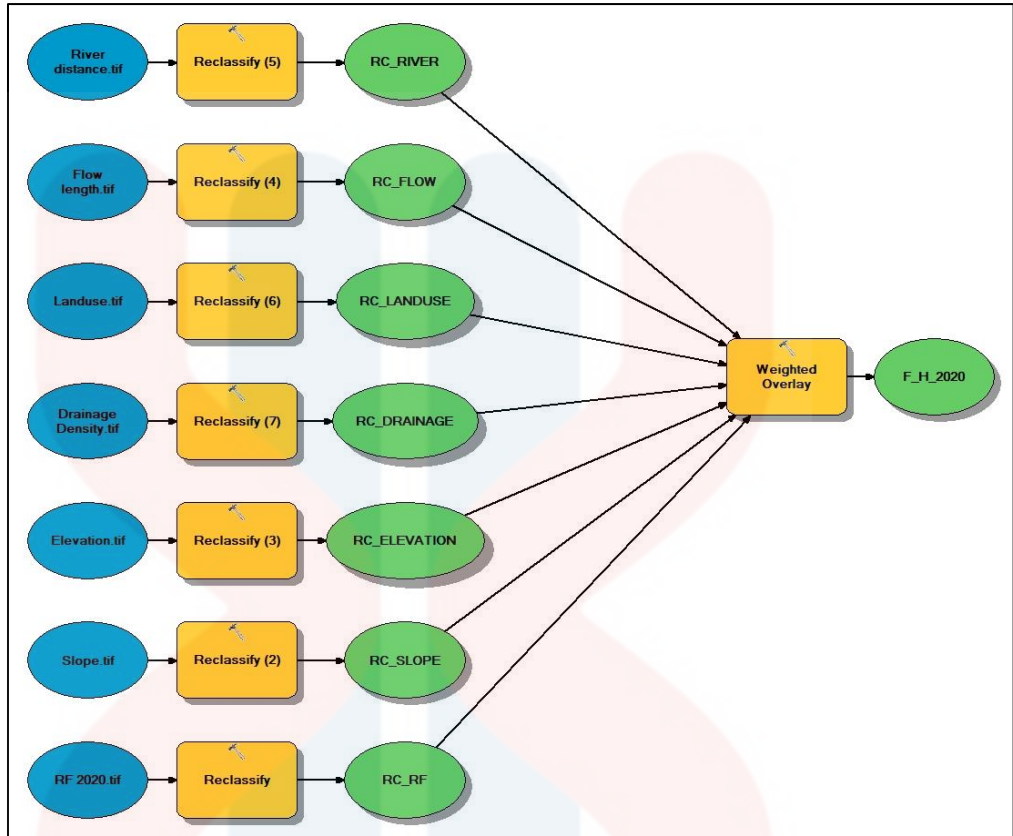 River
distance.tif
Reclassify (5)
RC_RIVER
Flow
length.tif
Reclassify (4)
RC_FLOW
Landuse.tif
Reclassify (6)
RC_LANDUSE
Drainage
Density.tif
Reclassify (7)
RC_DRAINAGE
Elevation.tif
Reclassify (3)
RC_ELEVATION
Slope.tif
Reclassify (2)
RC_SLOPE
RF 2020.tif
Reclassify
RC_RF
Weighted
Overlay
F_H_2020